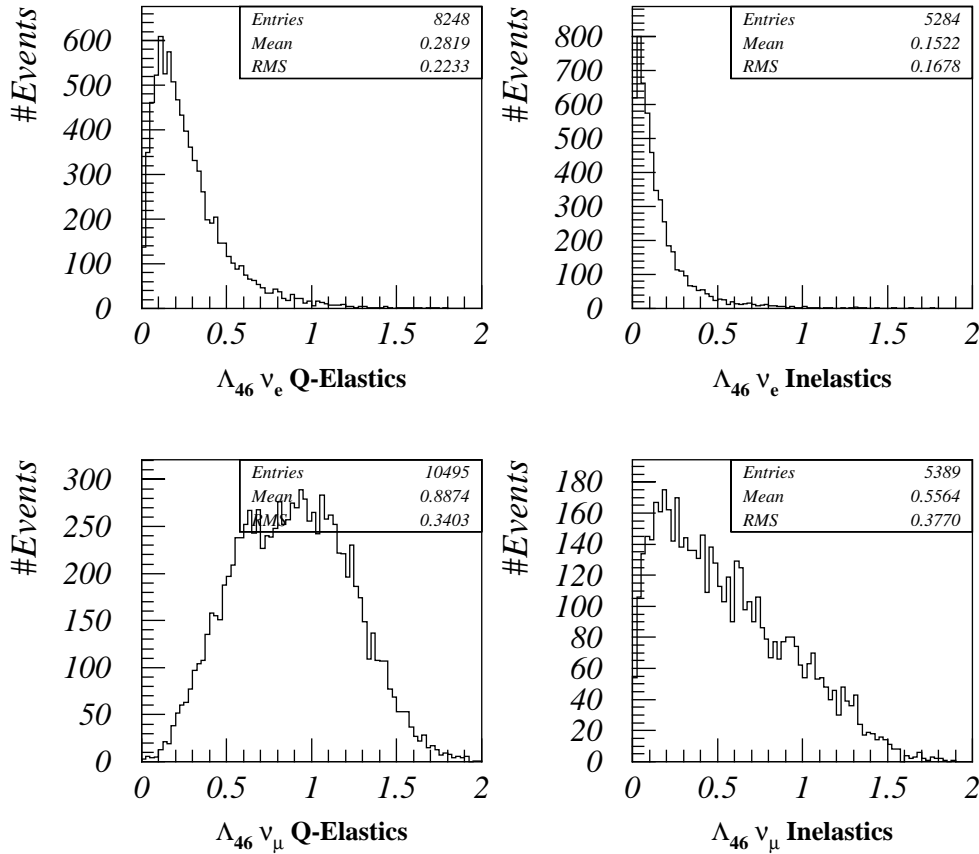 Entries 8248
Mean 0.2819
RMS 0.2233
#Events
600
500
400
300
200
100
0
0 0.5 1 1.5 2
Λ46 νe Q-Elastics
Entries 5284
Mean 0.1522
RMS 0.1678
#Events
800
700
600
500
400
300
200
100
0
0 0.5 1 1.5 2
Λ46 νe Inelastics
Entries 10495
Mean 0.8874
RMS 0.3403
#Events
300
250
200
150
100
50
0
0 0.5 1 1.5 2
Λ46 νμ Q-Elastics
Entries 5389
Mean 0.5564
RMS 0.3770
#Events
180
160
140
120
100
80
60
40
20
0
0 0.5 1 1.5 2
Λ46 νμ Inelastics